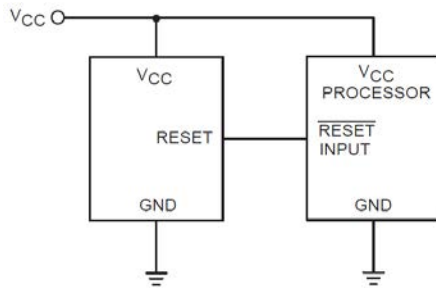 VCC
VCC
RESET
GND
VCC
PROCESSOR
RESET
INPUT
GND